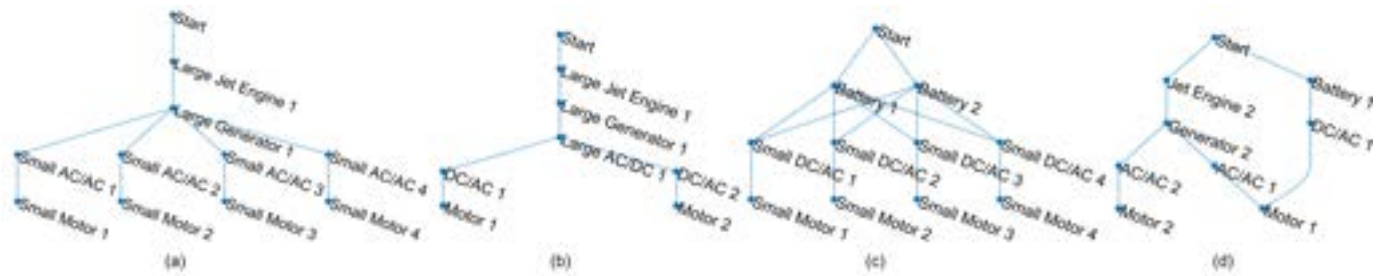 Start
Large Jet Engine 1
Large Generator 1
Small AC/AC 1
Small AC/AC 2
Small AC/AC 3
Small AC/AC 4
Small Motor 1
Small Motor 2
Small Motor 3
Small Motor 4
(a)
Start
Large Jet Engine 1
Large Generator 1
Large AC/DC 1
DC/AC 1
DC/AC 2
Motor 1
Motor 2
(b)
Start
Battery 1
Battery 2
Small DC/AC 1
Small DC/AC 2
Small DC/AC 3
Small DC/AC 4
Small Motor 1
Small Motor 2
Small Motor 3
Small Motor 4
(c)
Start
Jet Engine 2
Battery 1
Generator 2
DC/AC 1
AC/AC 2
AC/AC 1
Motor 2
Motor 1
(d)